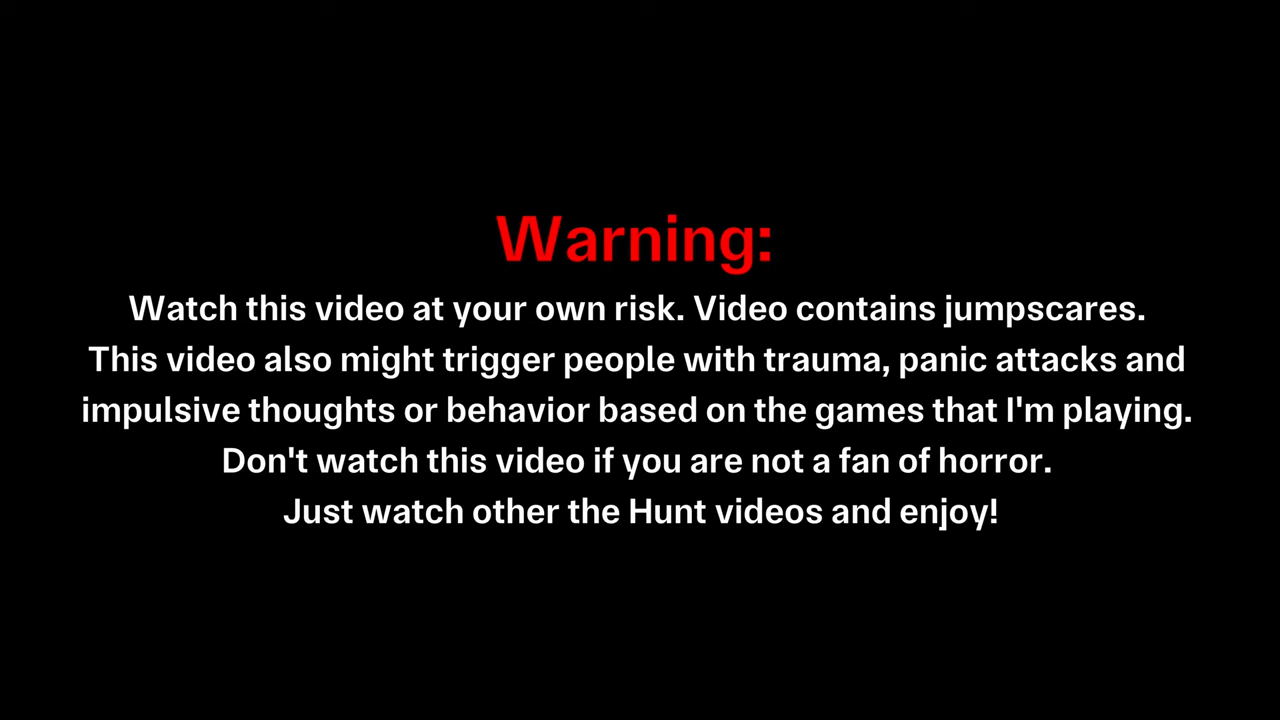 Warning:
Watch this video at your own risk. Video contains jumpscares.
This video also might trigger people with trauma, panic attacks and
impulsive thoughts or behavior based on the games that I'm playing.
Don't watch this video if you are not a fan of horror.
Just watch other the Hunt videos and enjoy!